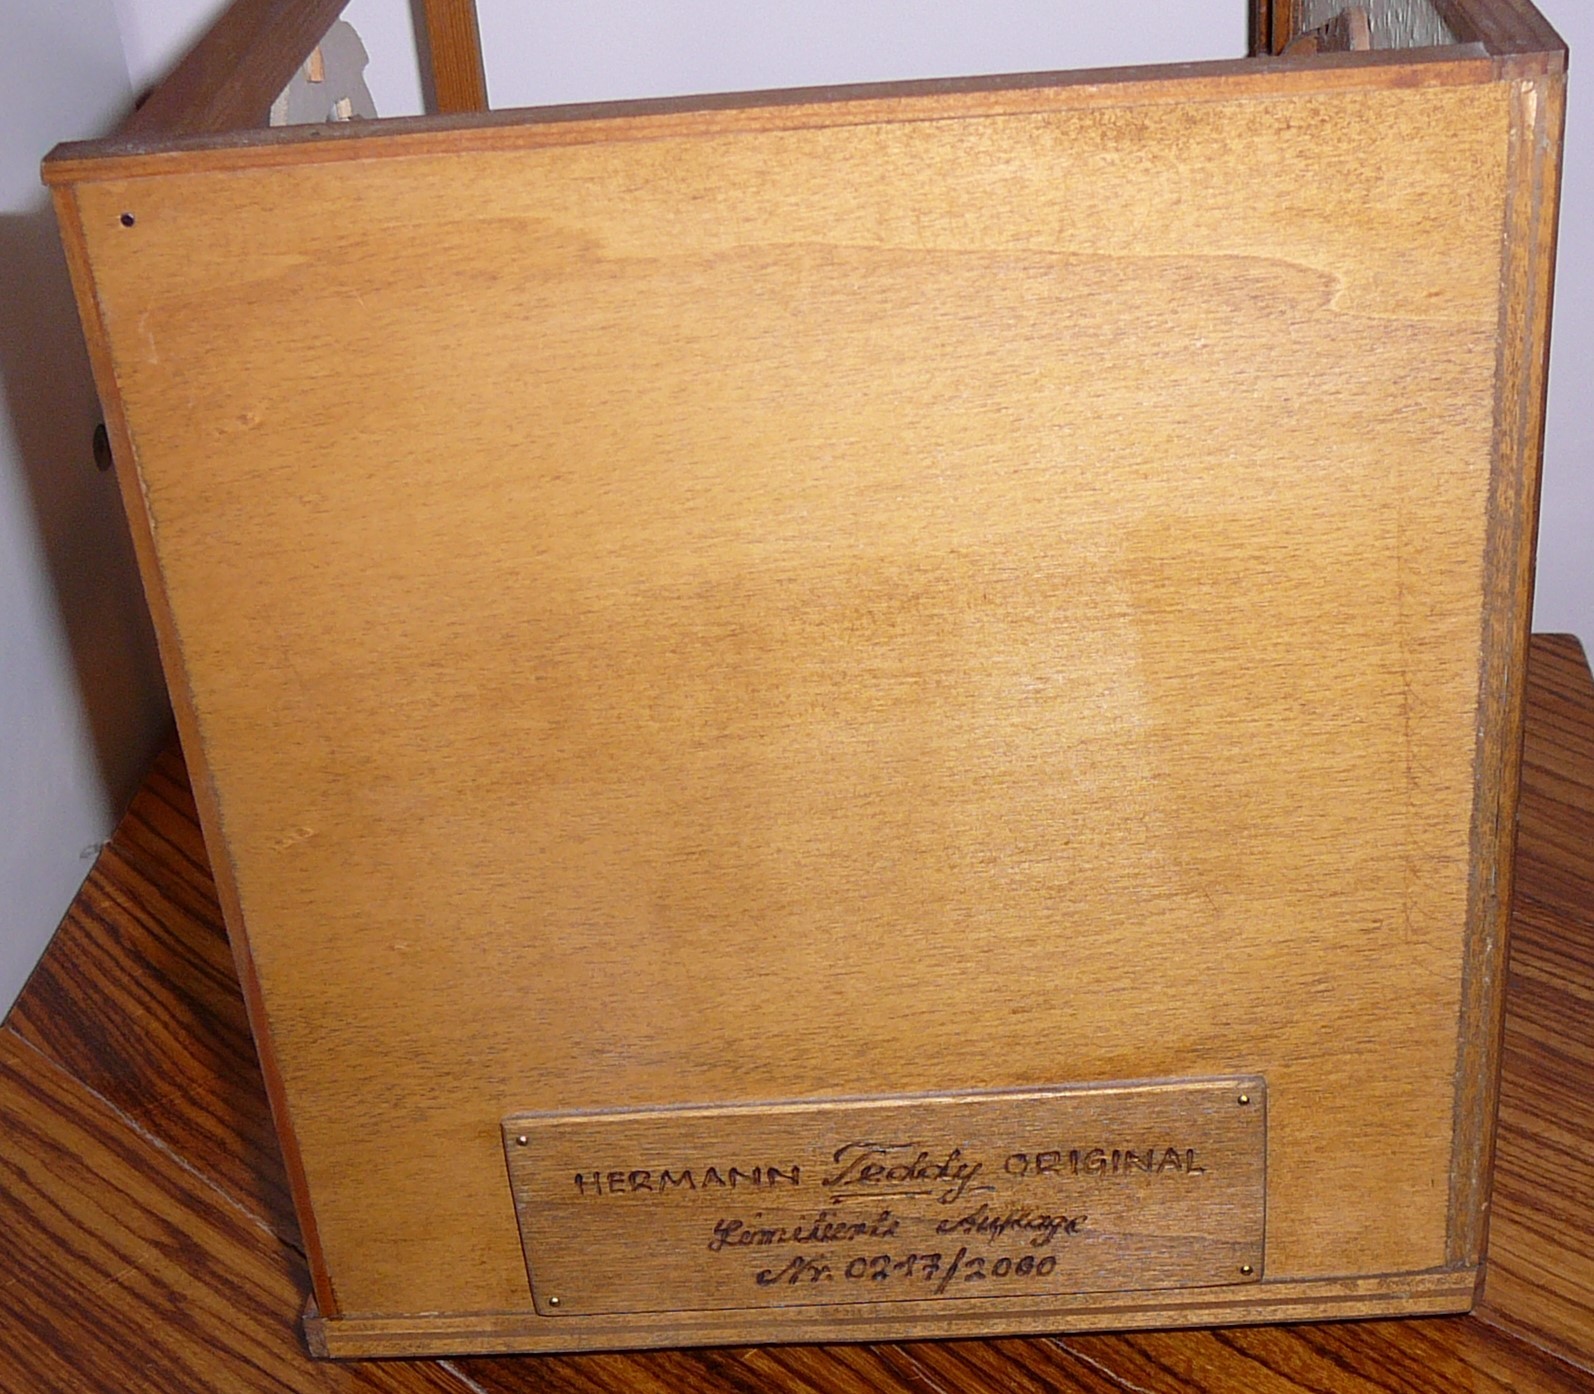 HERMANN Teddy ORIGINAL
Limitierte Auflage
Nr. 0217/2000